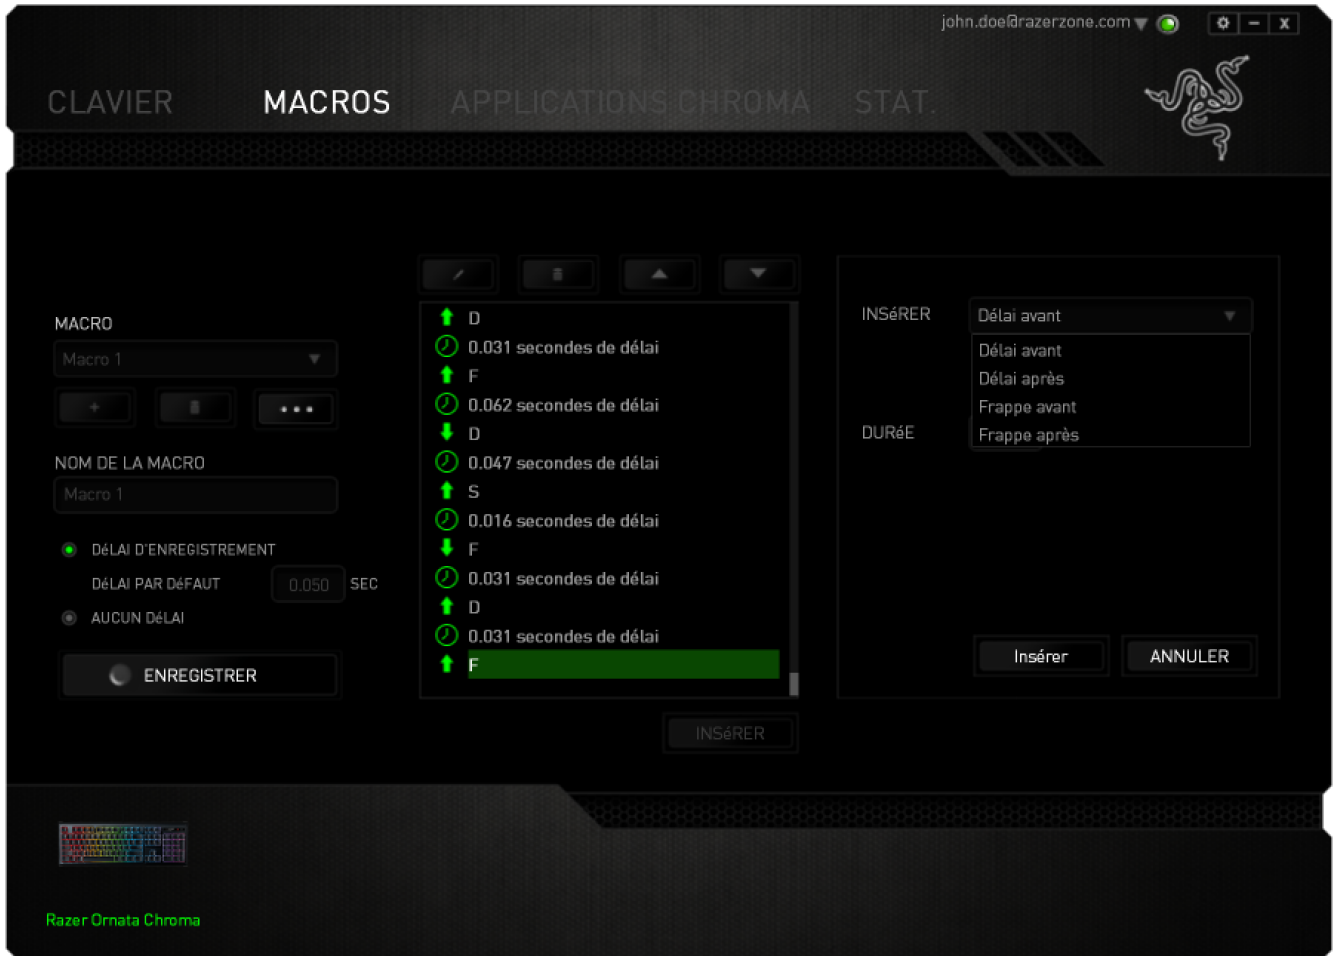 john.doe@razerzone.com
CLAVIER
MACROS
APPLICATIONS CHROMA
STAT.
MACRO
Macro 1
NOM DE LA MACRO
Macro 1
DéLAI D'ENREGISTREMENT
DéLAI PAR DéFAUT 0.050 SEC
AUCUN DéLAI
ENREGISTRER
D
0.031 secondes de délai
F
0.062 secondes de délai
D
0.047 secondes de délai
S
0.016 secondes de délai
F
0.031 secondes de délai
D
0.031 secondes de délai
F
INSéRER
INSéRER
Délai avant
Délai avant
Délai après
Frappe avant
Frappe après
DURéE
Insérer
ANNULER
Razer Ornata Chroma